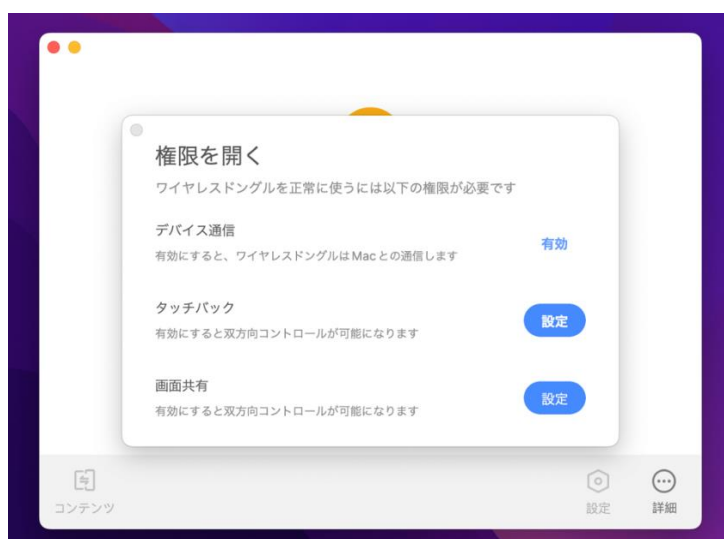 権限を開く
ワイヤレスドングルを正常に使うには以下の権限が必要です
デバイス通信
有効にすると、ワイヤレスドングルはMacとの通信します
有効
タッチバック
有効にすると双方向コントロールが可能になります
設定
画面共有
有効にすると双方向コントロールが可能になります
設定
コンテンツ
設定
詳細